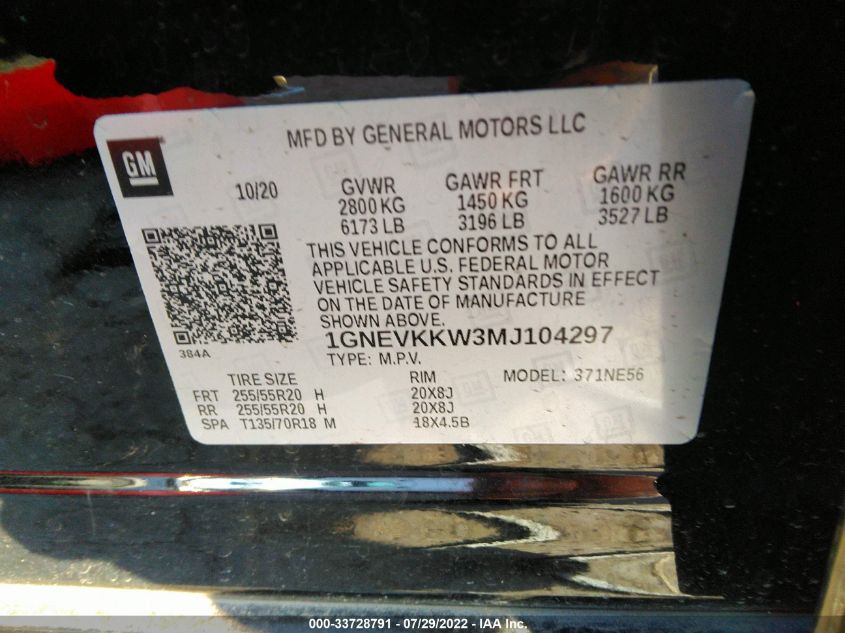 MFD BY GENERAL MOTORS LLC
GM
10/20
GVWR
2800 KG
6173 LB
GAWR FRT
1450 KG
3196 LB
GAWR RR
1600 KG
3527 LB
THIS VEHICLE CONFORMS TO ALL
APPLICABLE U.S. FEDERAL MOTOR
VEHICLE SAFETY STANDARDS IN EFFECT
ON THE DATE OF MANUFACTURE
SHOWN ABOVE.
384A
1GNEVKKW3MJ104297
TYPE: M.P.V.
TIRE SIZE RIM MODEL: 371NE56
FRT 255/55R20 H 20X8J
RR 255/55R20 H 20X8J
SPA T135/70R18 M 18X4.5B
000-33728791 - 07/29/2022 - IAA Inc.